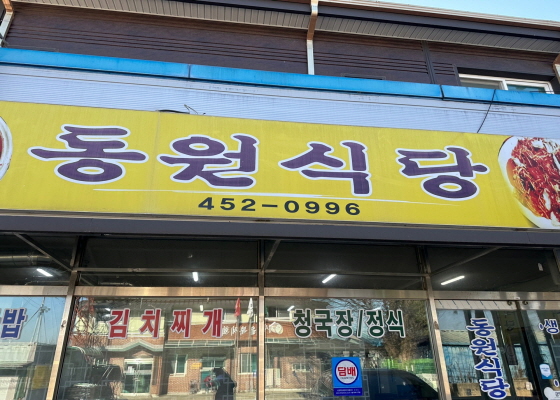 동원식당
452-0996
밥
김치찌개
청국장/정식
담배
동원식당
생